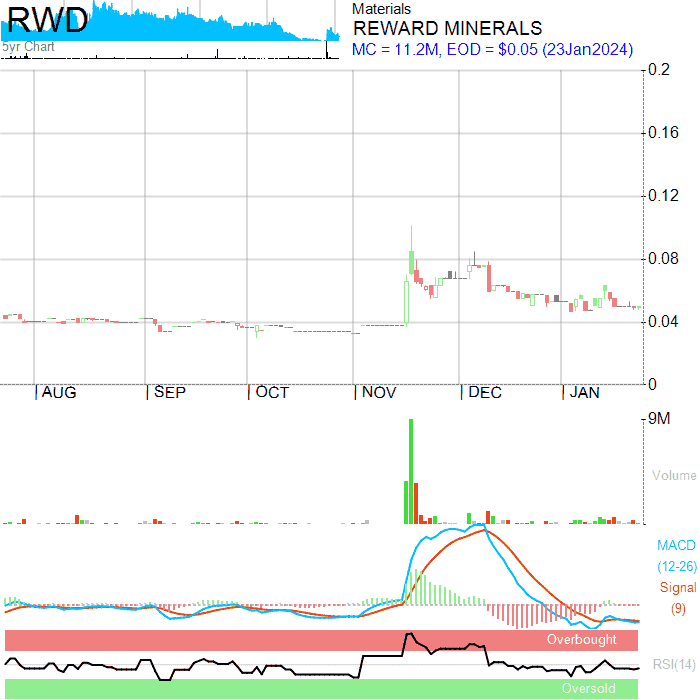 RWD
5yr Chart
Materials
REWARD MINERALS
MC = 11.2M, EOD = $0.05 (23Jan2024)
0.2
0.16
0.12
0.08
0.04
0
AUG SEP OCT NOV DEC JAN
9M
Volume
MACD
(12-26)
Signal
(9)
Overbought
RSI(14)
Oversold